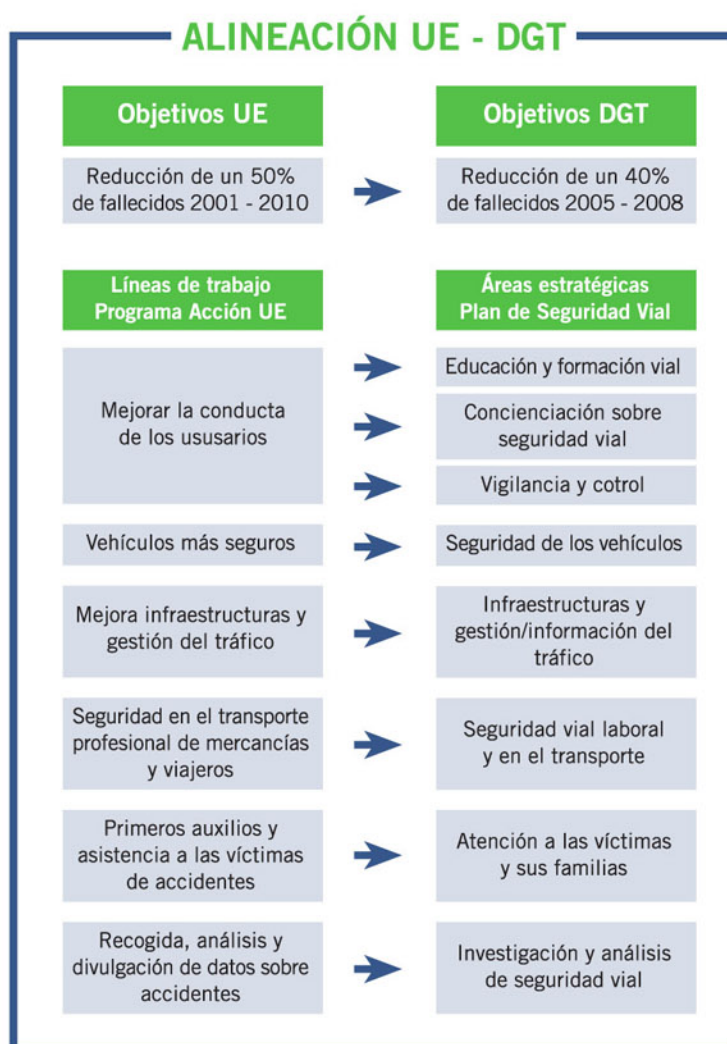 ALINEACIÓN UE - DGT
Objetivos UE
Objetivos DGT
Reducción de un 50%
de fallecidos 2001 - 2010
Reducción de un 40%
de fallecidos 2005 - 2008
Líneas de trabajo
Programa Acción UE
Áreas estratégicas
Plan de Seguridad Vial
Mejorar la conducta
de los ususarios
Educación y formación vial
Concienciación sobre
seguridad vial
Vigilancia y cotrol
Vehículos más seguros
Seguridad de los vehículos
Mejora infraestructuras y
gestión del tráfico
Infraestructuras y
gestión/información del
tráfico
Seguridad en el transporte
profesional de mercancías
y viajeros
Seguridad vial laboral
y en el transporte
Primeros auxilios y
asistencia a las víctimas
de accidentes
Atención a las víctimas
y sus familias
Recogida, análisis y
divulgación de datos sobre
accidentes
Investigación y análisis
de seguridad vial